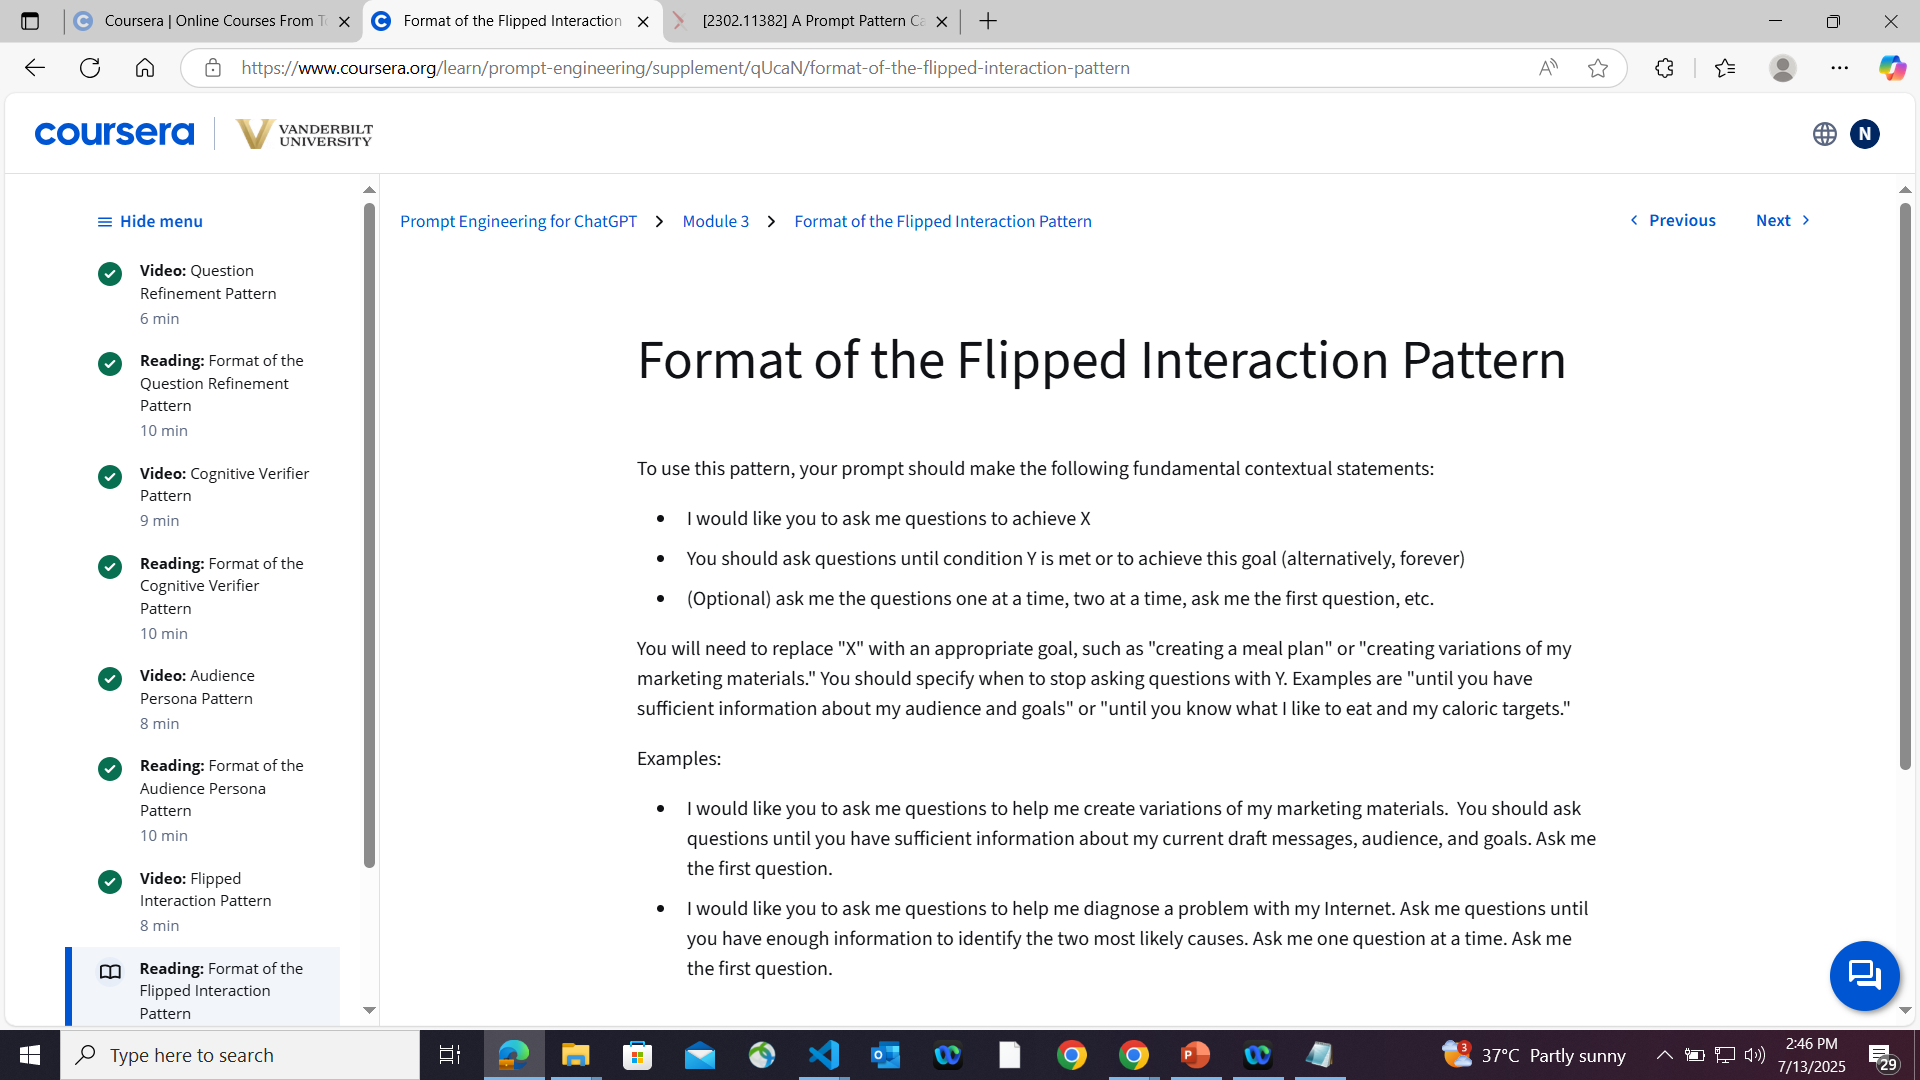 Coursera | Online Courses From T
Format of the Flipped Interaction
[2302.11382] A Prompt Pattern Ca
https://www.coursera.org/learn/prompt-engineering/supplement/qUcaN/format-of-the-flipped-interaction-pattern
coursera
VANDERBILT
UNIVERSITY
N
Hide menu
Video: Question
Refinement Pattern
6 min
Reading: Format of the
Question Refinement
Pattern
10 min
Video: Cognitive Verifier
Pattern
9 min
Reading: Format of the
Cognitive Verifier
Pattern
10 min
Video: Audience
Persona Pattern
8 min
Reading: Format of the
Audience Persona
Pattern
10 min
Video: Flipped
Interaction Pattern
8 min
Reading: Format of the
Flipped Interaction
Pattern
Prompt Engineering for ChatGPT > Module 3 > Format of the Flipped Interaction Pattern
Previous
Next
Format of the Flipped Interaction Pattern
To use this pattern, your prompt should make the following fundamental contextual statements:
• I would like you to ask me questions to achieve X
• You should ask questions until condition Y is met or to achieve this goal (alternatively, forever)
• (Optional) ask me the questions one at a time, two at a time, ask me the first question, etc.
You will need to replace "X" with an appropriate goal, such as "creating a meal plan" or "creating variations of my
marketing materials." You should specify when to stop asking questions with Y. Examples are "until you have
sufficient information about my audience and goals" or "until you know what I like to eat and my caloric targets."
Examples:
• I would like you to ask me questions to help me create variations of my marketing materials.  You should ask
questions until you have sufficient information about my current draft messages, audience, and goals. Ask me
the first question.
• I would like you to ask me questions to help me diagnose a problem with my Internet. Ask me questions until
you have enough information to identify the two most likely causes. Ask me one question at a time. Ask me
the first question.
Type here to search
3
37°C Partly sunny
2:46 PM
7/13/2025
29